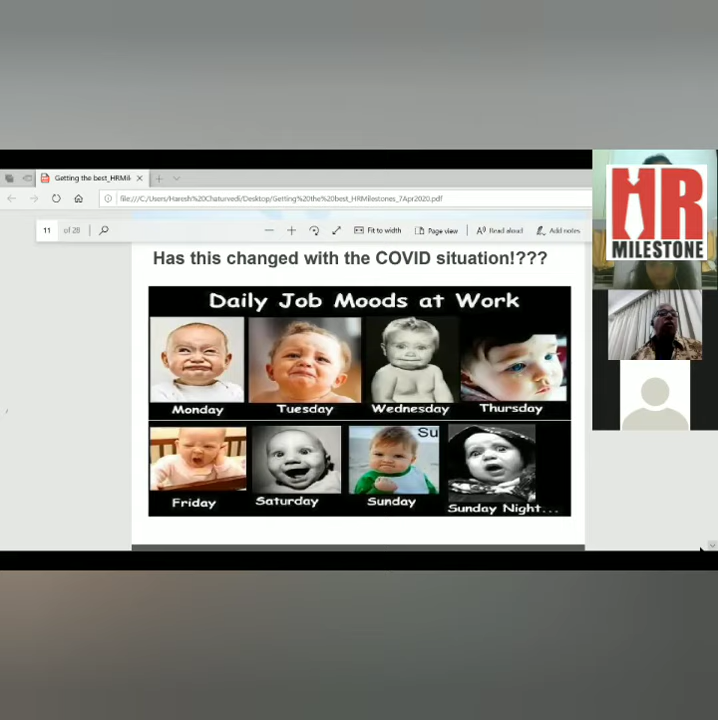 Getting the best_HRMile
file:///C:/Users/Haresh%20Chaturvedi/Desktop/Getting%20the%20best_HRMilestones_7Apr2020.pdf
11 of 28
Fit to width
Page view
Read aloud
Add notes
HR
MILESTONE
Has this changed with the COVID situation!???
Daily Job Moods at Work
Monday Tuesday Wednesday Thursday
Su
Friday Saturday Sunday Sunday Night...